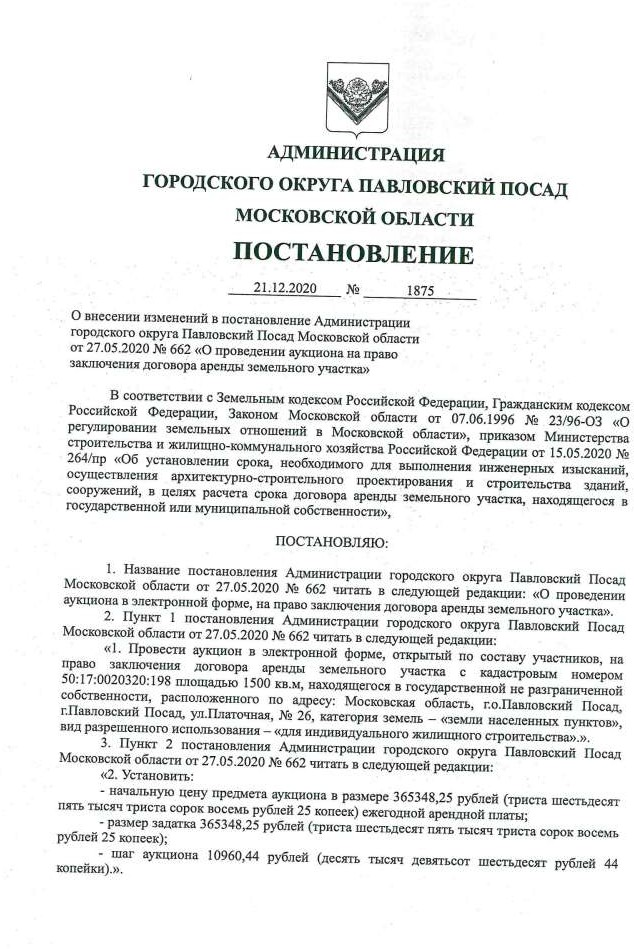 АДМИНИСТРАЦИЯ
ГОРОДСКОГО ОКРУГА ПАВЛОВСКИЙ ПОСАД
МОСКОВСКОЙ ОБЛАСТИ
ПОСТАНОВЛЕНИЕ
21.12.2020 № 1875
О внесении изменений в постановление Администрации
городского округа Павловский Посад Московской области
от 27.05.2020 № 662 «О проведении аукциона на право
заключения договора аренды земельного участка»
В соответствии с Земельным кодексом Российской Федерации, Гражданским кодексом
Российской Федерации, Законом Московской области от 07.06.1996 № 23/96-ОЗ «О
регулировании земельных отношений в Московской области», приказом Министерства
строительства и жилищно-коммунального хозяйства Российской Федерации от 15.05.2020 №
264/пр «Об установлении срока, необходимого для выполнения инженерных изысканий,
осуществления архитектурно-строительного проектирования и строительства зданий,
сооружений, в целях расчета срока договора аренды земельного участка, находящегося в
государственной или муниципальной собственности»,
ПОСТАНОВЛЯЮ:
1. Название постановления Администрации городского округа Павловский Посад
Московской области от 27.05.2020 № 662 читать в следующей редакции: «О проведении
аукциона в электронной форме, на право заключения договора аренды земельного участка».
2. Пункт 1 постановления Администрации городского округа Павловский Посад
Московской области от 27.05.2020 № 662 читать в следующей редакции:
«1. Провести аукцион в электронной форме, открытый по составу участников, на
право заключения договора аренды земельного участка с кадастровым номером
50:17:0020320:198 площадью 1500 кв.м, находящегося в государственной не разграниченной
собственности, расположенного по адресу: Московская область, г.о.Павловский Посад,
г.Павловский Посад, ул.Платочная, № 26, категория земель – «земли населенных пунктов»,
вид разрешенного использования – «для индивидуального жилищного строительства».».
3. Пункт 2 постановления Администрации городского округа Павловский Посад
Московской области от 27.05.2020 № 662 читать в следующей редакции:
«2. Установить:
- начальную цену предмета аукциона в размере 365348,25 рублей (триста шестьдесят
пять тысяч триста сорок восемь рублей 25 копеек) ежегодной арендной платы;
- размер задатка 365348,25 рублей (триста шестьдесят пять тысяч триста сорок восемь
рублей 25 копеек);
- шаг аукциона 10960,44 рублей (десять тысяч девятьсот шестьдесят рублей 44
копейки).».